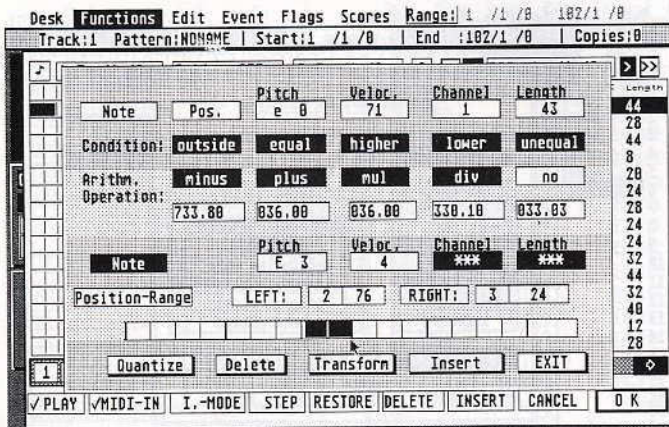 Desk Functions Edit Event Flags Scores Range: 1 /1 /0 102/1 /0
Track:1 Pattern:NONAME | Start:1 /1 /0 | End :102/1 /0 | Copies:0
Length
Pitch Veloc. Channel Length
Note Pos. e 0 71 1 43
44
28
Condition: outside equal higher lower unequal
44
8
Arithm. Operation: minus plus mul div no
20
24
733.80 036.00 036.00 330.10 033.03
28
24
Pitch Veloc. Channel Length
24
Note E 3 4 *** ***
32
44
Position-Range LEFT: 2 76 RIGHT: 3 24
32
40
12
28
Quantize Delete Transform Insert EXIT
1
√PLAY √MIDI-IN I.-MODE STEP RESTORE DELETE INSERT CANCEL OK